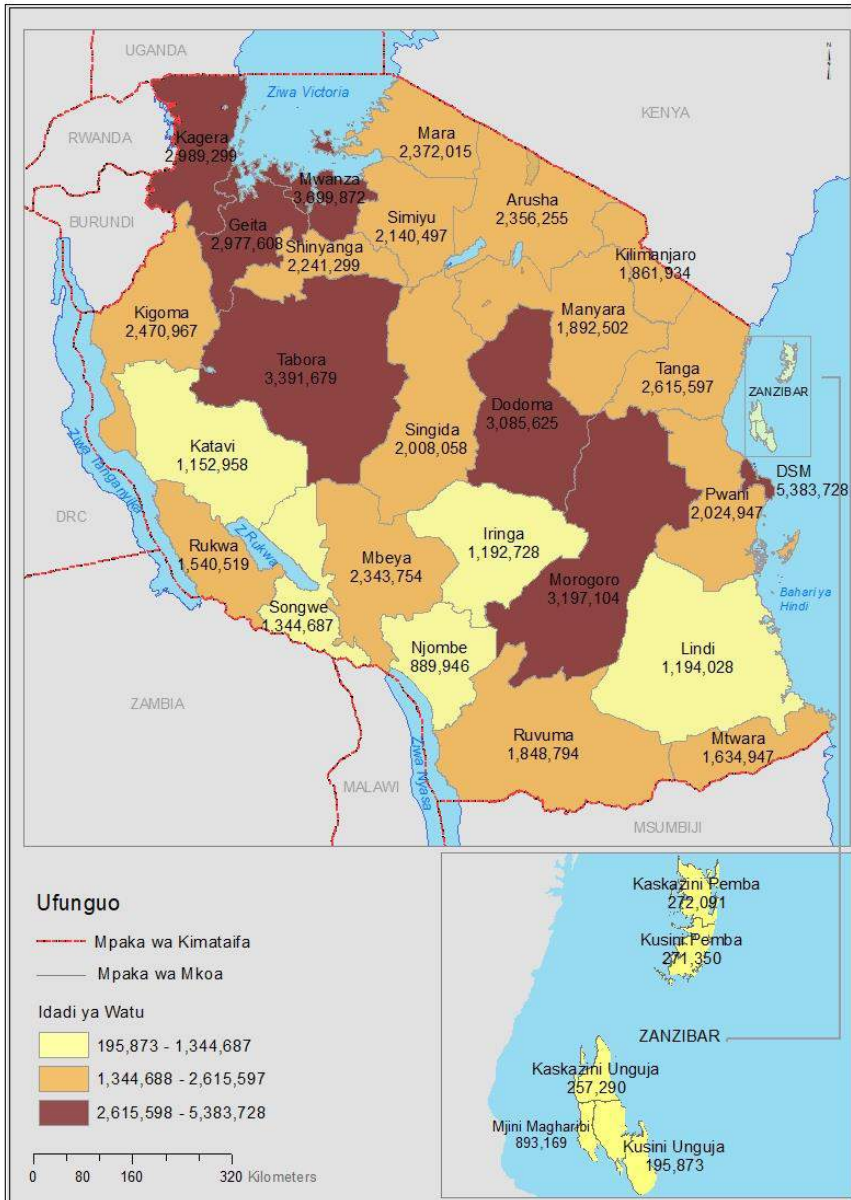 UGANDA
N
Ziwa Victoria
KENYA
RWANDA
Kagera
2,989,299
Mara
2,372,015
Mwanza
3,699,872
Arusha
2,356,255
BURUNDI
Geita
2,977,608
Simiyu
2,140,497
Shinyanga
2,241,299
Kilimanjaro
1,861,934
Kigoma
2,470,967
Manyara
1,892,502
Tabora
3,391,679
Tanga
2,615,597
ZANZIBAR
Dodoma
3,085,625
Singida
2,008,058
Katavi
1,152,958
Ziwa Tanganyika
DSM
5,383,728
Pwani
2,024,947
DRC
Rukwa
1,540,519
Z.Rukwa
Iringa
1,192,728
Mbeya
2,343,754
Morogoro
3,197,104
Bahari ya
Hindi
Songwe
1,344,687
Njombe
889,946
Lindi
1,194,028
ZAMBIA
Ruvuma
1,848,794
Mtwara
1,634,947
Ziwa Nyasa
MALAWI
MSUMBIJI
Ufunguo
Mpaka wa Kimataifa
Mpaka wa Mkoa
Idadi ya Watu
195,873 - 1,344,687
1,344,688 - 2,615,597
2,615,598 - 5,383,728
0 80 160 320 Kilometers
Kaskazini Pemba
272,091
Kusini Pemba
271,350
ZANZIBAR
Kaskazini Unguja
257,290
Mjini Magharibi
893,169
Kusini Unguja
195,873